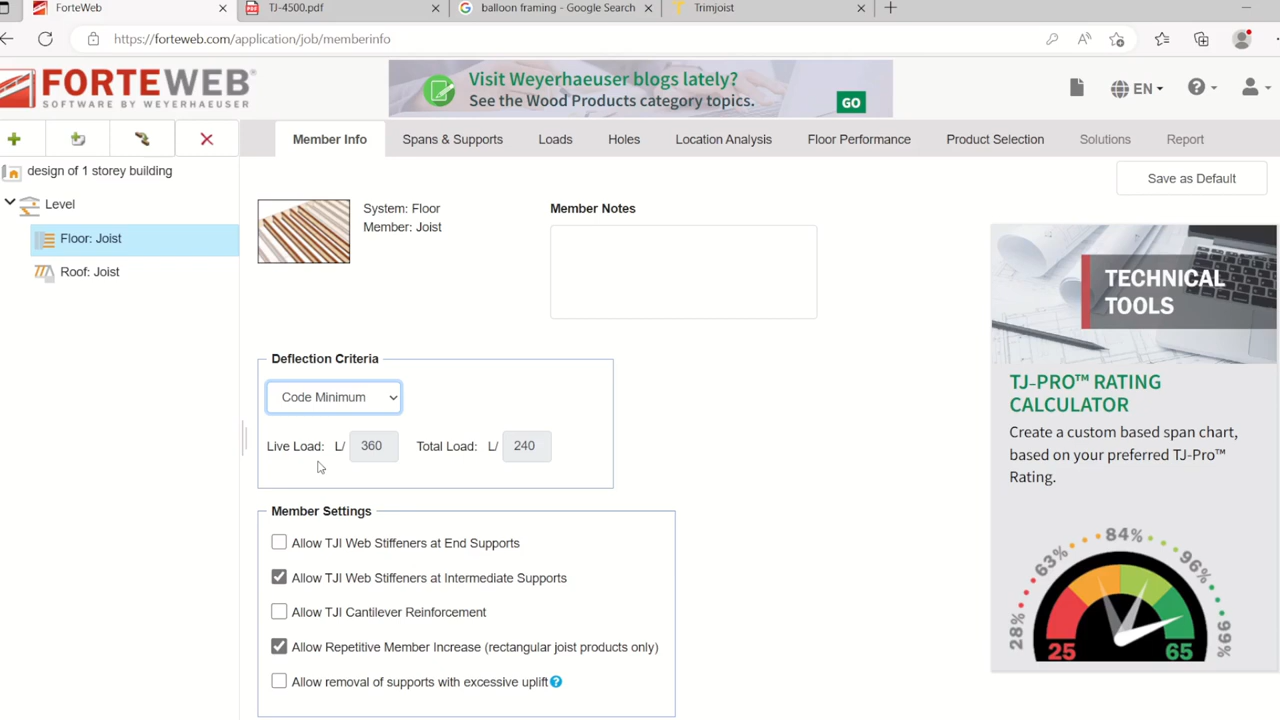 ForteWeb
TJ-4500.pdf
balloon framing - Google Search
Trimjoist
https://forteweb.com/application/job/memberinfo
FORTEWEB®
SOFTWARE BY WEYERHAEUSER
Visit Weyerhaeuser blogs lately?
See the Wood Products category topics.
GO
EN
Member Info
Spans & Supports
Loads
Holes
Location Analysis
Floor Performance
Product Selection
Solutions
Report
design of 1 storey building
Level
Floor: Joist
Roof: Joist
Save as Default
System: Floor
Member: Joist
Member Notes
Deflection Criteria
Code Minimum
Live Load: L/ 360 Total Load: L/ 240
Member Settings
Allow TJI Web Stiffeners at End Supports
Allow TJI Web Stiffeners at Intermediate Supports
Allow TJI Cantilever Reinforcement
Allow Repetitive Member Increase (rectangular joist products only)
Allow removal of supports with excessive uplift
TECHNICAL
TOOLS
TJ-PRO™ RATING
CALCULATOR
Create a custom based span chart,
based on your preferred TJ-Pro™
Rating.
28%
63%
84%
96%
99%
25
65